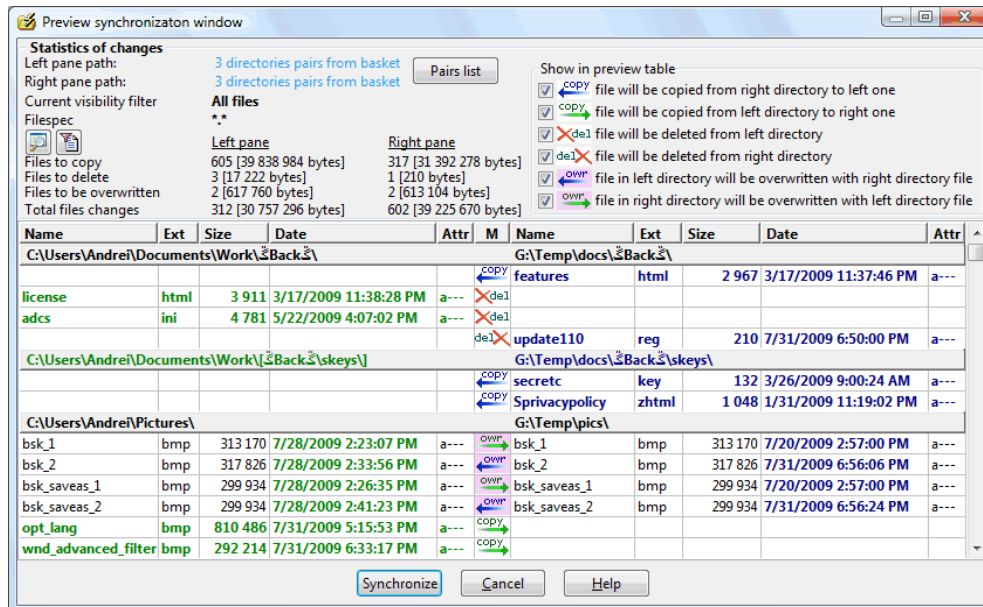 Preview synchronizaton window
Statistics of changes
Left pane path: 3 directories pairs from basket
Right pane path: 3 directories pairs from basket
Pairs list
Current visibility filter All files
Filespec *.*
Left pane Right pane
Files to copy 605 [39 838 984 bytes] 317 [31 392 278 bytes]
Files to delete 3 [17 222 bytes] 1 [210 bytes]
Files to be overwritten 2 [617 760 bytes] 2 [613 104 bytes]
Total files changes 312 [30 757 296 bytes] 602 [39 225 670 bytes]
Show in preview table
copy file will be copied from right directory to left one
copy file will be copied from left directory to right one
del file will be deleted from left directory
del file will be deleted from right directory
owr file in left directory will be overwritten with right directory file
owr file in right directory will be overwritten with left directory file
Name Ext Size Date Attr M Name Ext Size Date Attr
C:\Users\Andrei\Documents\Work\ Back \ G:\Temp\docs\ Back \
copy features html 2 967 3/17/2009 11:37:46 PM a---
license html 3 911 3/17/2009 11:38:28 PM a--- del
adcs ini 4 781 5/22/2009 4:07:02 PM a--- del
del update110 reg 210 7/31/2009 6:50:00 PM a---
C:\Users\Andrei\Documents\Work\[ Back \skeys\] G:\Temp\docs\ Back \skeys\
copy secretc key 132 3/26/2009 9:00:24 AM a---
copy Sprivacypolicy zhtml 1 048 1/31/2009 11:19:02 PM a---
C:\Users\Andrei\Pictures\ G:\Temp\pics\
bsk_1 bmp 313 170 7/28/2009 2:23:07 PM a--- owr bsk_1 bmp 313 170 7/20/2009 2:57:00 PM a---
bsk_2 bmp 317 826 7/28/2009 2:33:56 PM a--- owr bsk_2 bmp 317 826 7/31/2009 6:56:06 PM a---
bsk_saveas_1 bmp 299 934 7/28/2009 2:26:35 PM a--- owr bsk_saveas_1 bmp 299 934 7/20/2009 2:57:00 PM a---
bsk_saveas_2 bmp 299 934 7/28/2009 2:41:23 PM a--- owr bsk_saveas_2 bmp 299 934 7/31/2009 6:56:24 PM a---
opt_lang bmp 810 486 7/31/2009 5:15:53 PM a--- copy
wnd_advanced_filter bmp 292 214 7/31/2009 6:33:17 PM a--- copy
Synchronize Cancel Help